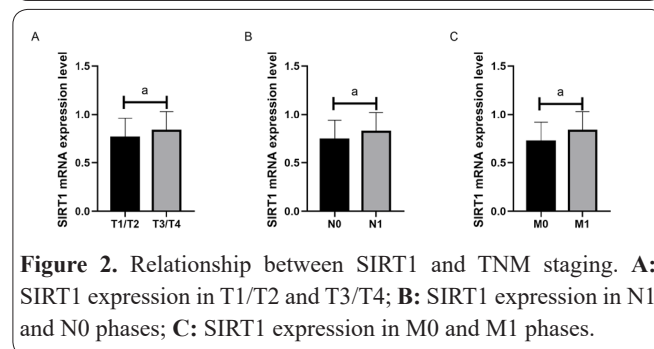 A
SIRT1 mRNA expression level
1.5
1.0
0.5
0.0
a
T1/T2 T3/T4
B
SIRT1 mRNA expression level
1.5
1.0
0.5
0.0
a
N0 N1
C
SIRT1 mRNA expression level
1.5
1.0
0.5
0.0
a
M0 M1
Figure 2. Relationship between SIRT1 and TNM staging. A:
SIRT1 expression in T1/T2 and T3/T4; B: SIRT1 expression in N1
and N0 phases; C: SIRT1 expression in M0 and M1 phases.